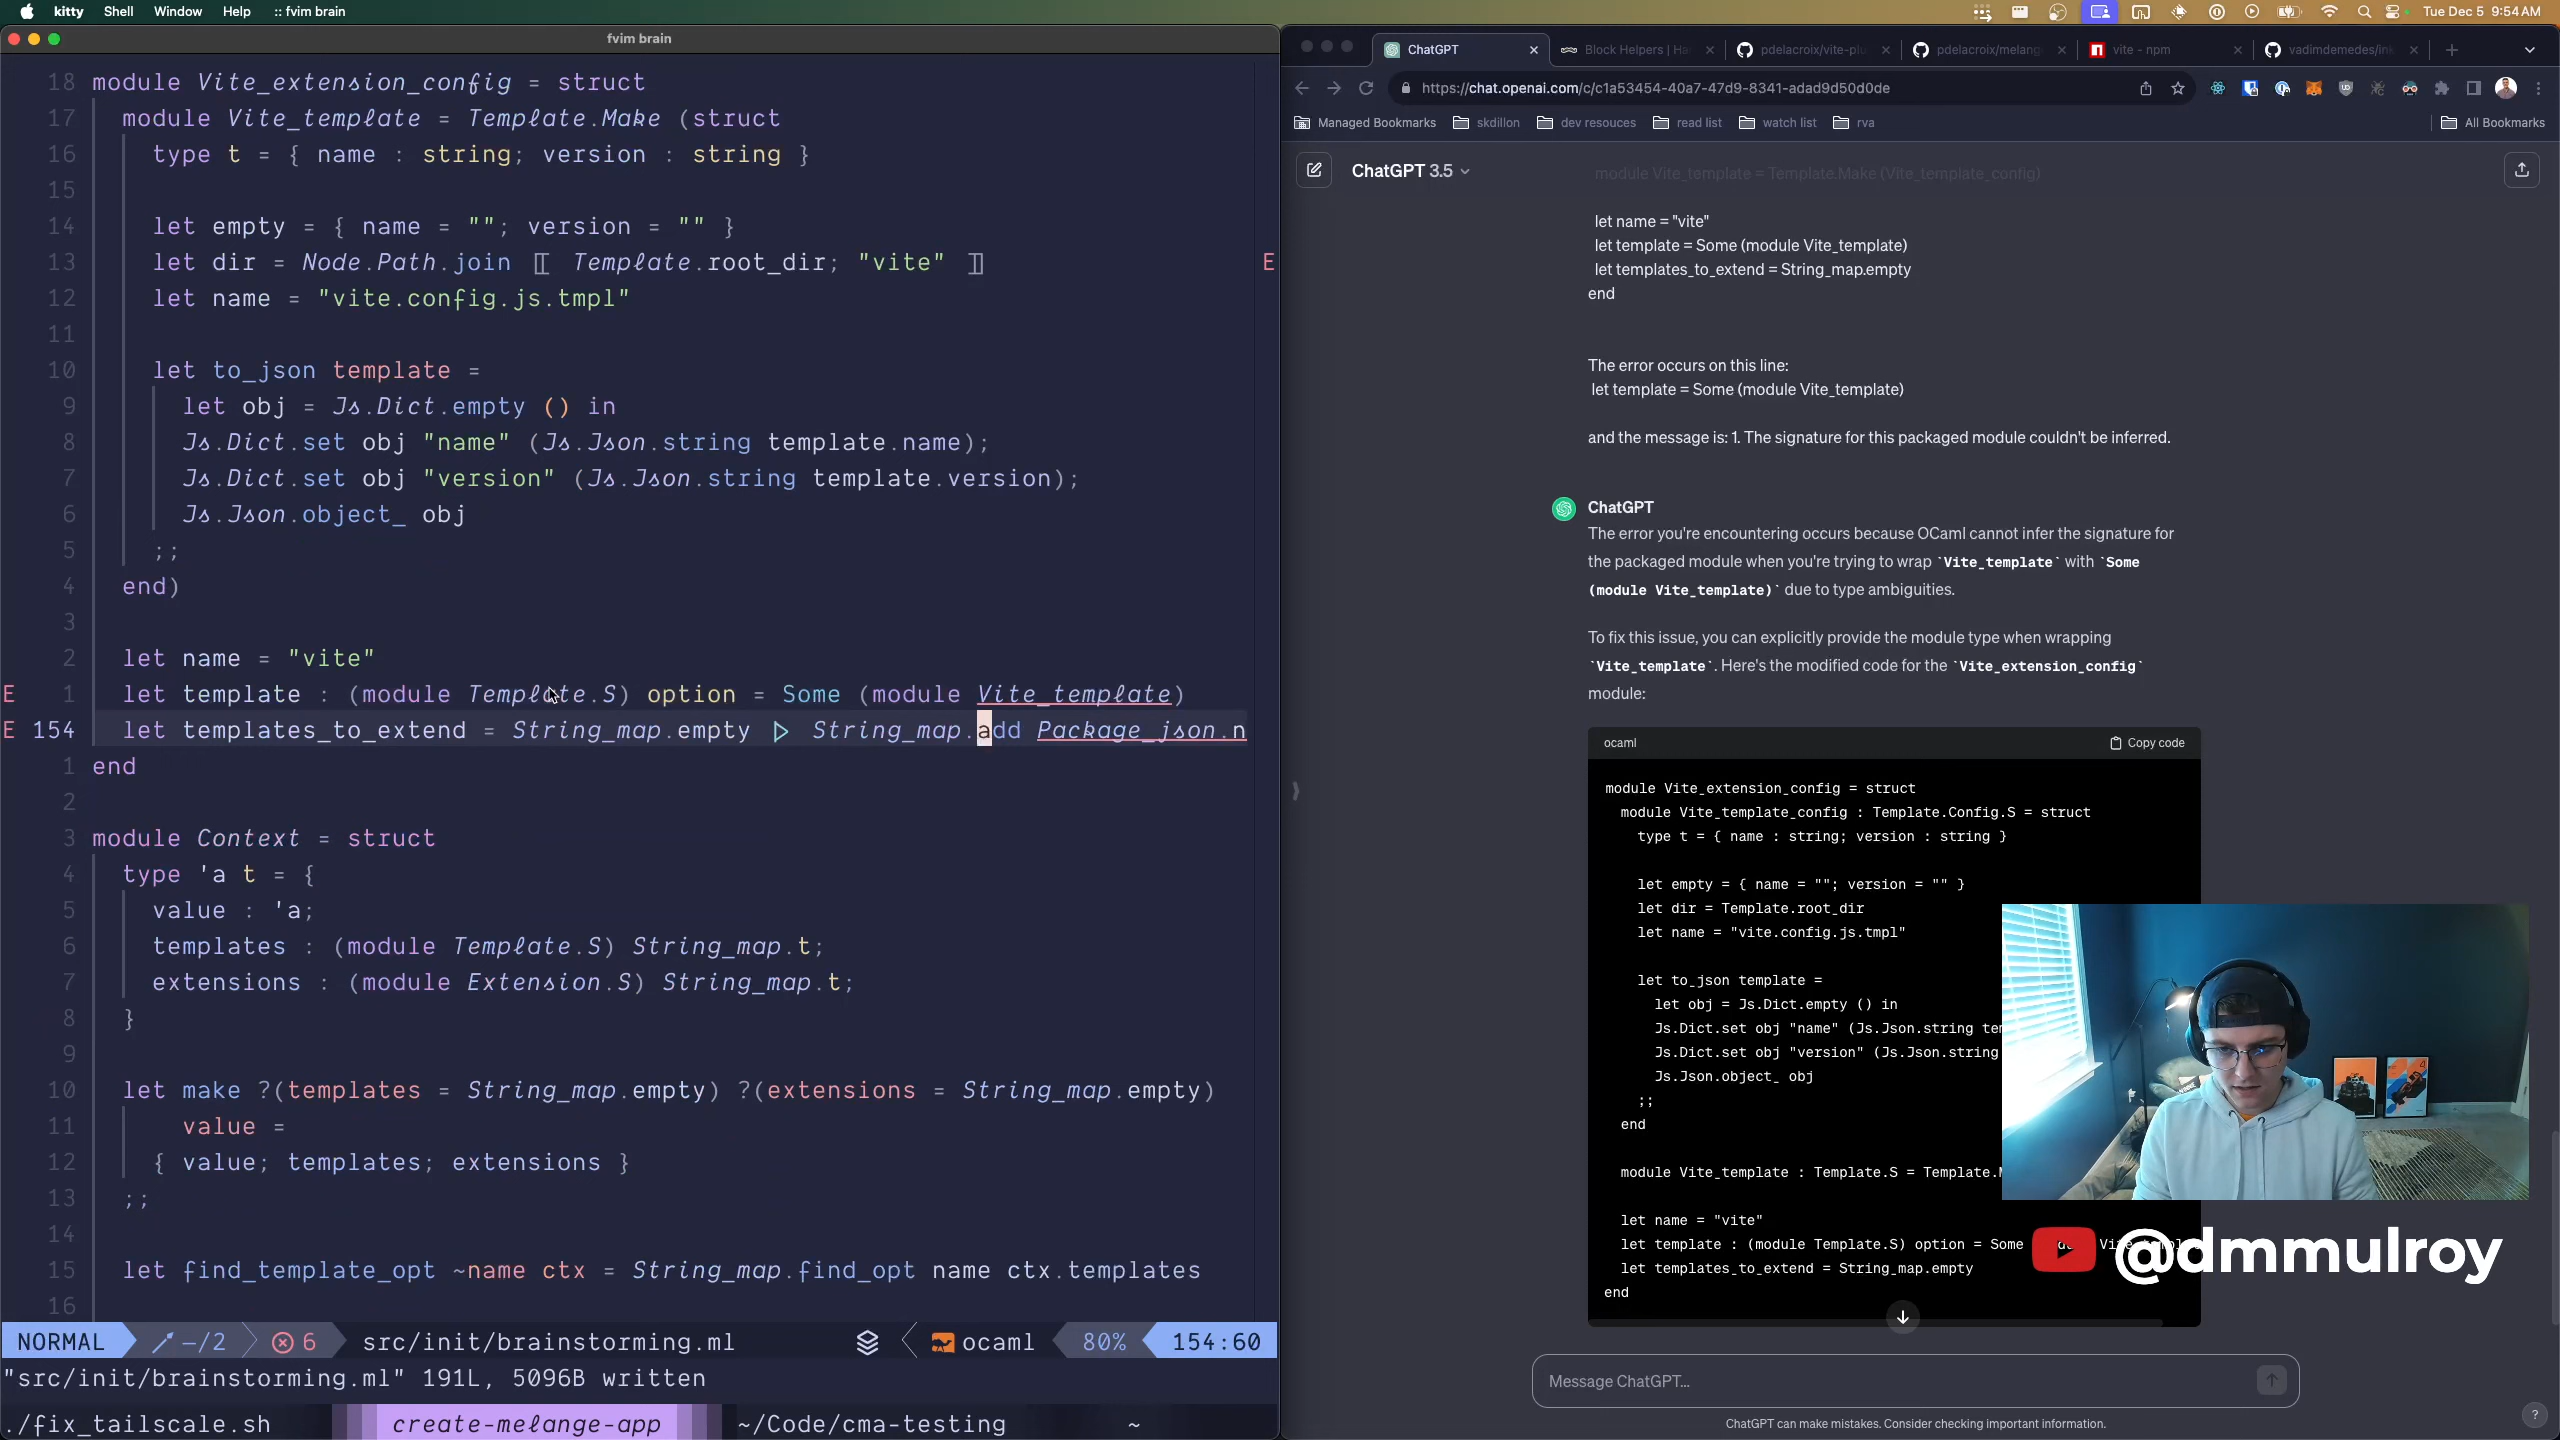 kitty Shell Window Help :: fvim brain
Tue Dec 5 9:54 AM
fvim brain
18 module Vite_extension_config = struct
17 module Vite_template = Template.Make (struct
16 type t = { name : string; version : string }
15
14 let empty = { name = ""; version = "" }
13 let dir = Node.Path.join [| Template.root_dir; "vite" |] E
12 let name = "vite.config.js.tmpl"
11
10 let to_json template =
9 let obj = Js.Dict.empty () in
8 Js.Dict.set obj "name" (Js.Json.string template.name);
7 Js.Dict.set obj "version" (Js.Json.string template.version);
6 Js.Json.object_ obj
5 ;;
4 end)
3
2 let name = "vite"
E 1 let template : (module Template.S) option = Some (module Vite_template)
E 154 let templates_to_extend = String_map.empty |> String_map.add Package_json.n
1 end
2
3 module Context = struct
4 type 'a t = {
5 value : 'a;
6 templates : (module Template.S) String_map.t;
7 extensions : (module Extension.S) String_map.t;
8 }
9
10 let make ?(templates = String_map.empty) ?(extensions = String_map.empty)
11 value =
12 { value; templates; extensions }
13 ;;
14
15 let find_template_opt ~name ctx = String_map.find_opt name ctx.templates
16
NORMAL –/2 6 src/init/brainstorming.ml ocaml 80% 154:60
"src/init/brainstorming.ml" 191L, 5096B written
./fix_tailscale.sh create-melange-app ~/Code/cma-testing ~
ChatGPT Block Helpers | Ha pdelacroix/vite-plu pdelacroix/melang vite - npm vadimdemedes/ink
https://chat.openai.com/c/c1a53454-40a7-47d9-8341-adad9d50d0de
Managed Bookmarks skdillon dev resouces read list watch list rva All Bookmarks
ChatGPT 3.5
module Vite_template = Template.Make (Vite_template_config)
let name = "vite"
let template = Some (module Vite_template)
let templates_to_extend = String_map.empty
end
The error occurs on this line:
let template = Some (module Vite_template)
and the message is: 1. The signature for this packaged module couldn't be inferred.
ChatGPT
The error you're encountering occurs because OCaml cannot infer the signature for
the packaged module when you're trying to wrap `Vite_template` with `Some
(module Vite_template)` due to type ambiguities.
To fix this issue, you can explicitly provide the module type when wrapping
`Vite_template`. Here's the modified code for the `Vite_extension_config`
module:
ocaml Copy code
module Vite_extension_config = struct
module Vite_template_config : Template.Config.S = struct
type t = { name : string; version : string }
let empty = { name = ""; version = "" }
let dir = Template.root_dir
let name = "vite.config.js.tmpl"
let to_json template =
let obj = Js.Dict.empty () in
Js.Dict.set obj "name" (Js.Json.string te
Js.Dict.set obj "version" (Js.Json.string
Js.Json.object_ obj
;;
end
module Vite_template : Template.S = Template.
let name = "vite"
let template : (module Template.S) option = Some
let templates_to_extend = String_map.empty
end
@dmmulroy
Message ChatGPT…
ChatGPT can make mistakes. Consider checking important information.
?